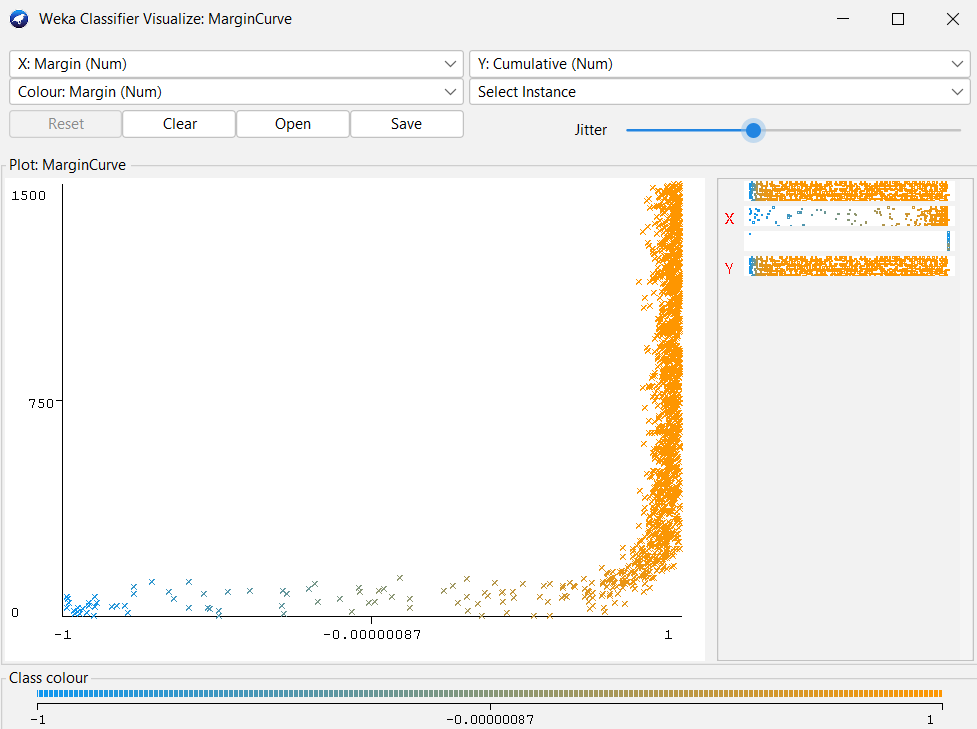 Weka Classifier Visualize: MarginCurve
X: Margin (Num) Y: Cumulative (Num)
Colour: Margin (Num) Select Instance
Reset Clear Open Save Jitter
Plot: MarginCurve
1500
X
Y
750
0
-1 -0.00000087 1
Class colour
-1 -0.00000087 1